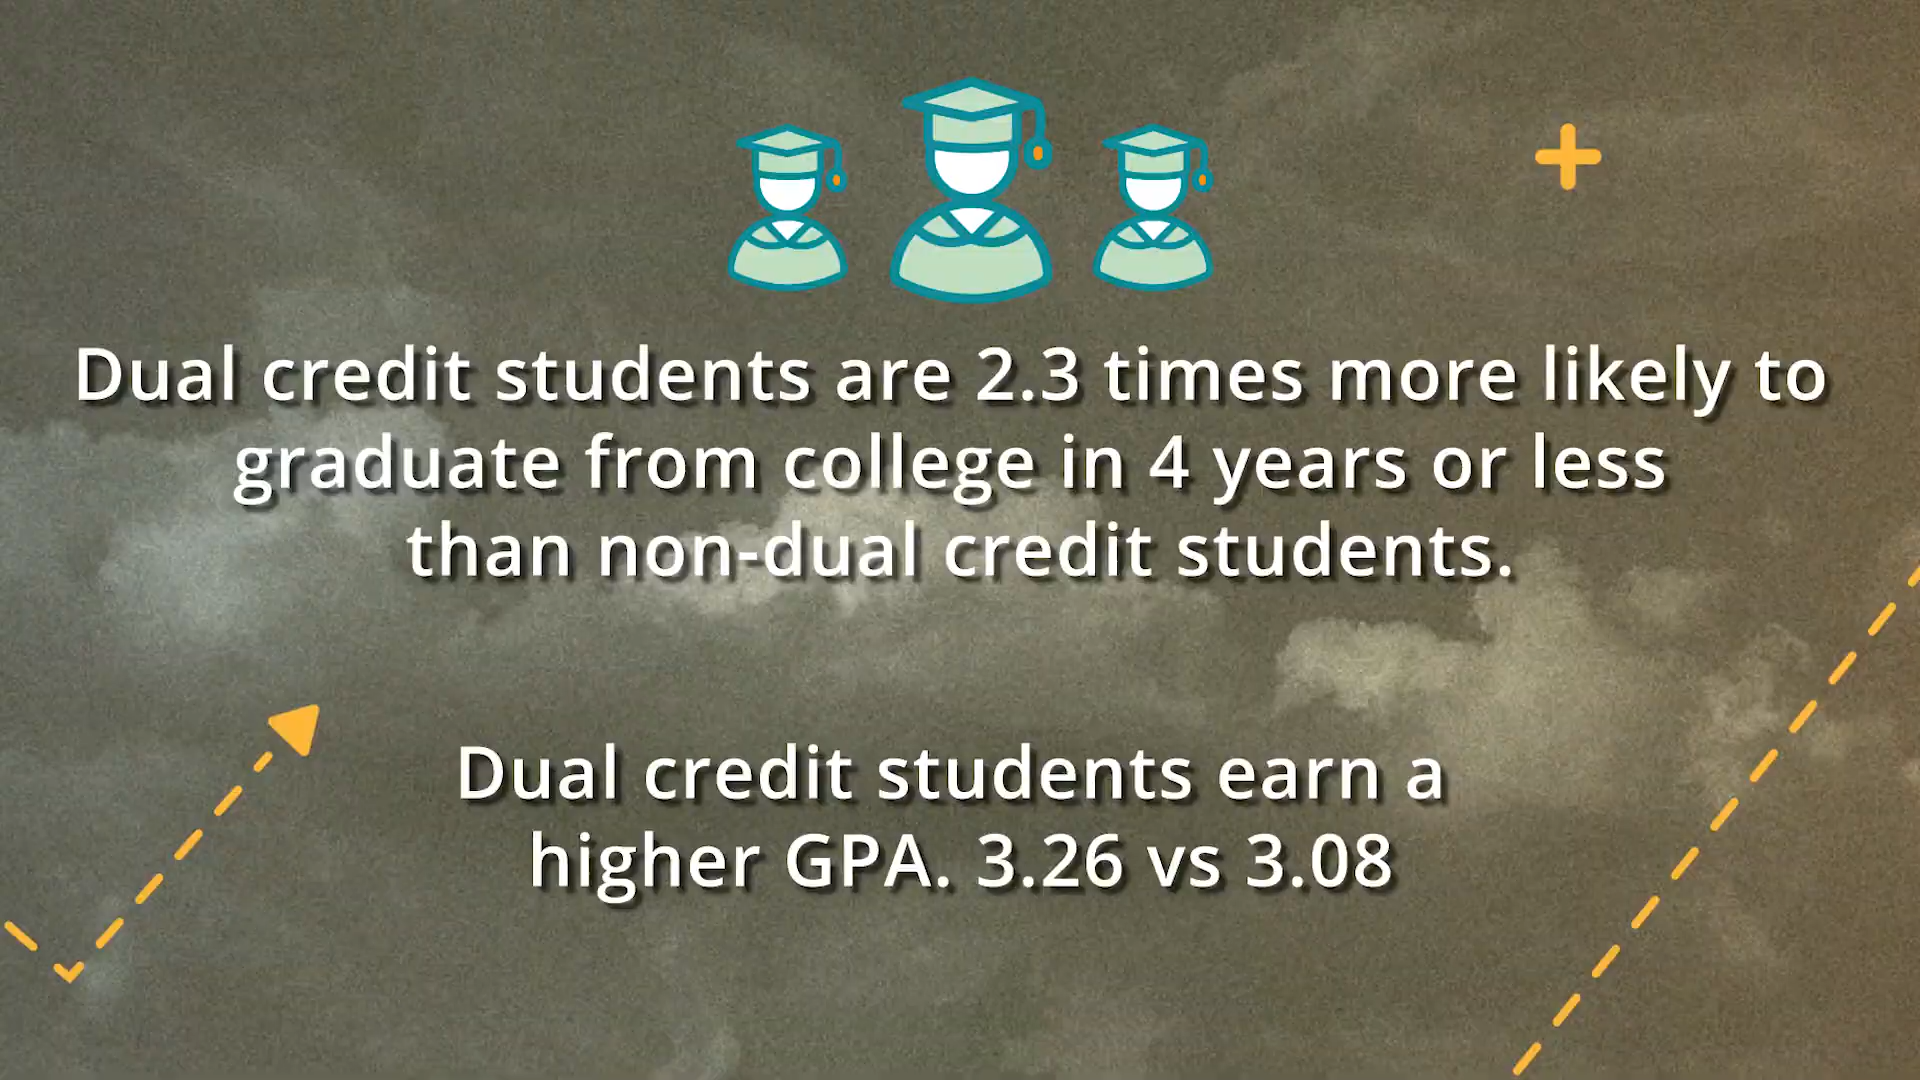 Dual credit students are 2.3 times more likely to
graduate from college in 4 years or less
than non-dual credit students.
Dual credit students earn a
higher GPA. 3.26 vs 3.08